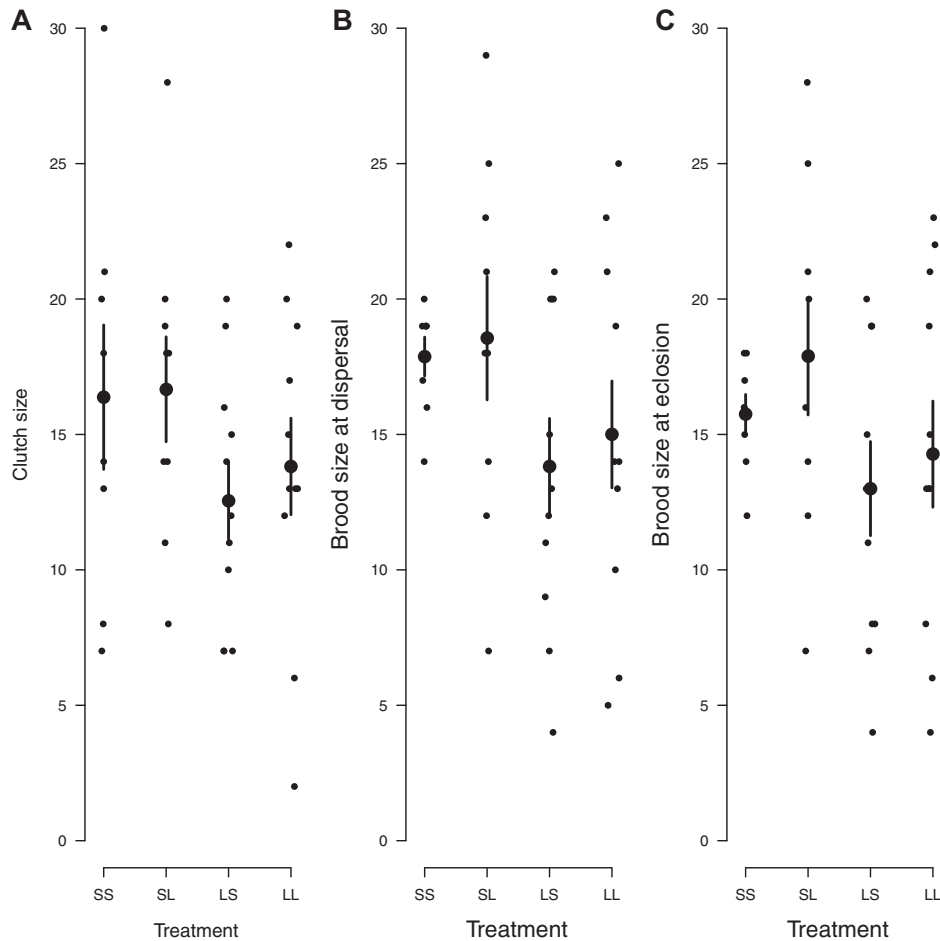 A
30
25
20
15
10
5
0
Clutch size
SS SL LS LL
Treatment
B
30
25
20
15
10
5
0
Brood size at dispersal
SS SL LS LL
Treatment
C
30
25
20
15
10
5
0
Brood size at eclosion
SS SL LS LL
Treatment